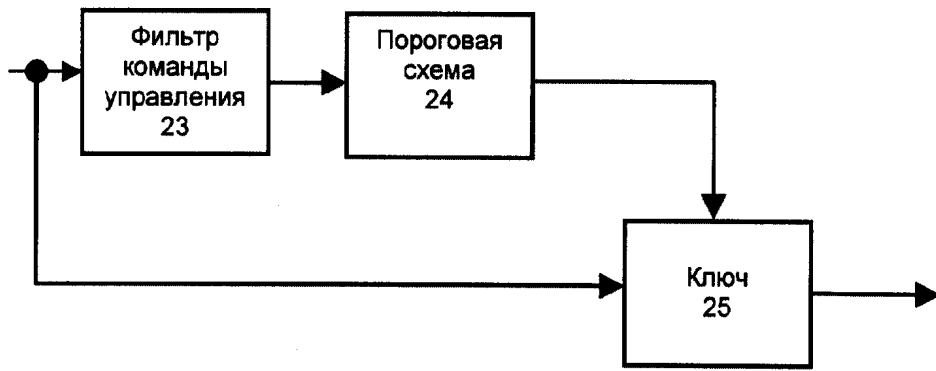 Фильтр
команды
управления
23
Пороговая
схема
24
Ключ
25